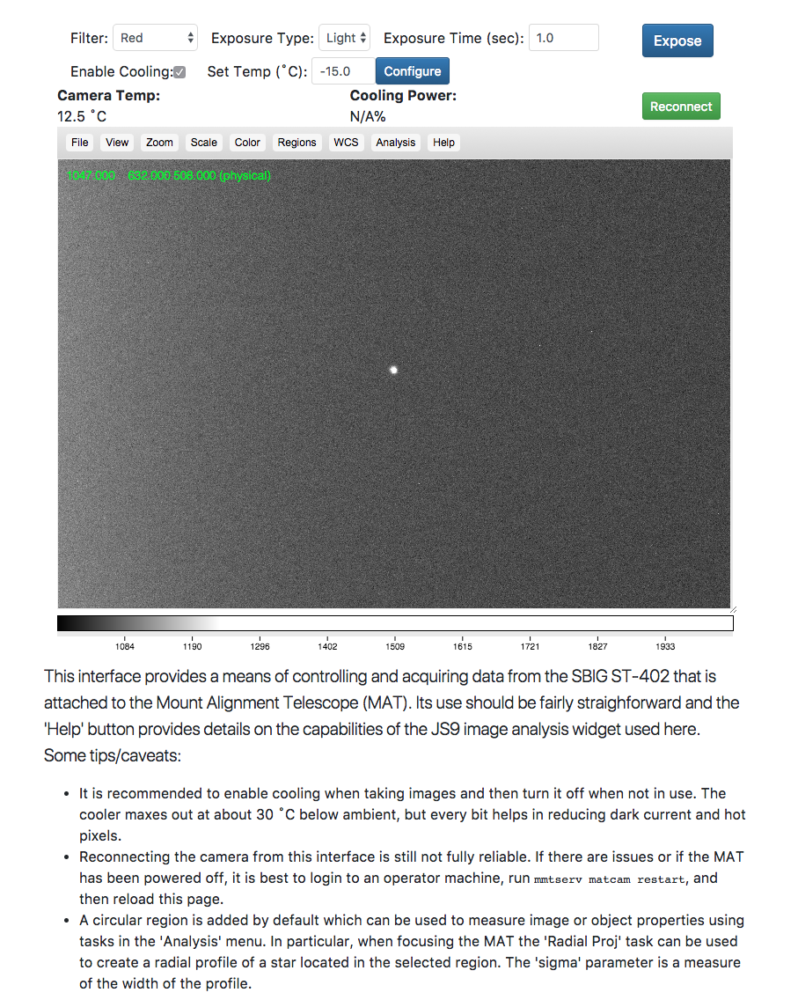 Filter: Red Exposure Type: Light Exposure Time (sec): 1.0 Expose
Enable Cooling: Set Temp (˚C): -15.0 Configure
Camera Temp: Cooling Power:
12.5 ˚C N/A% Reconnect
File View Zoom Scale Color Regions WCS Analysis Help
1047.000 632.000 508.000 (physical)
1084 1190 1296 1402 1509 1615 1721 1827 1933
This interface provides a means of controlling and acquiring data from the SBIG ST-402 that is
attached to the Mount Alignment Telescope (MAT). Its use should be fairly straighforward and the
'Help' button provides details on the capabilities of the JS9 image analysis widget used here.
Some tips/caveats:
• It is recommended to enable cooling when taking images and then turn it off when not in use. The
cooler maxes out at about 30 ˚C below ambient, but every bit helps in reducing dark current and hot
pixels.
• Reconnecting the camera from this interface is still not fully reliable. If there are issues or if the MAT
has been powered off, it is best to login to an operator machine, run mmtserv matcam restart, and
then reload this page.
• A circular region is added by default which can be used to measure image or object properties using
tasks in the 'Analysis' menu. In particular, when focusing the MAT the 'Radial Proj' task can be used
to create a radial profile of a star located in the selected region. The 'sigma' parameter is a measure
of the width of the profile.